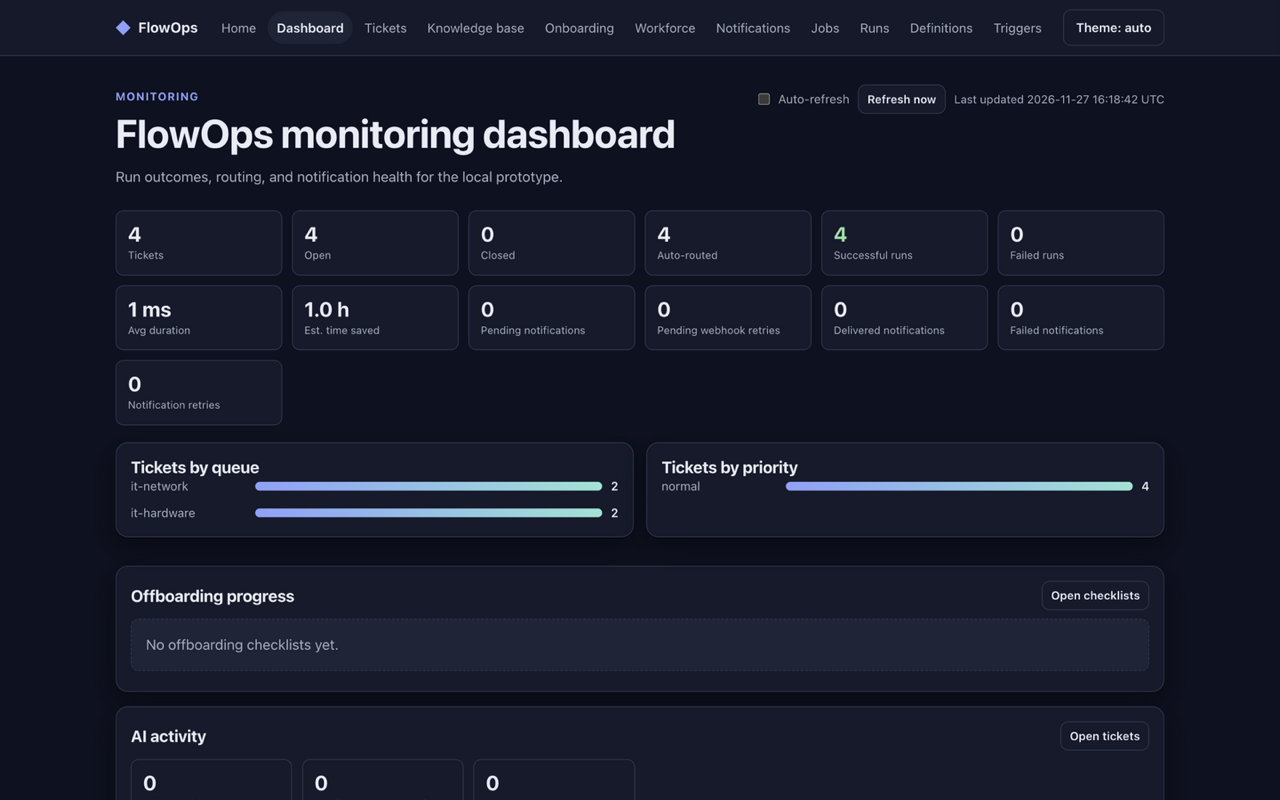 FlowOps Home Dashboard Tickets Knowledge base Onboarding Workforce Notifications Jobs Runs Definitions Triggers Theme: auto
MONITORING
Auto-refresh Refresh now Last updated 2026-11-27 16:18:42 UTC
FlowOps monitoring dashboard
Run outcomes, routing, and notification health for the local prototype.
4 4 0 4 4 0
Tickets Open Closed Auto-routed Successful runs Failed runs
1 ms 1.0 h 0 0 0 0
Avg duration Est. time saved Pending notifications Pending webhook retries Delivered notifications Failed notifications
0
Notification retries
Tickets by queue
it-network 2
it-hardware 2
Tickets by priority
normal 4
Offboarding progress Open checklists
No offboarding checklists yet.
AI activity Open tickets
0 0 0